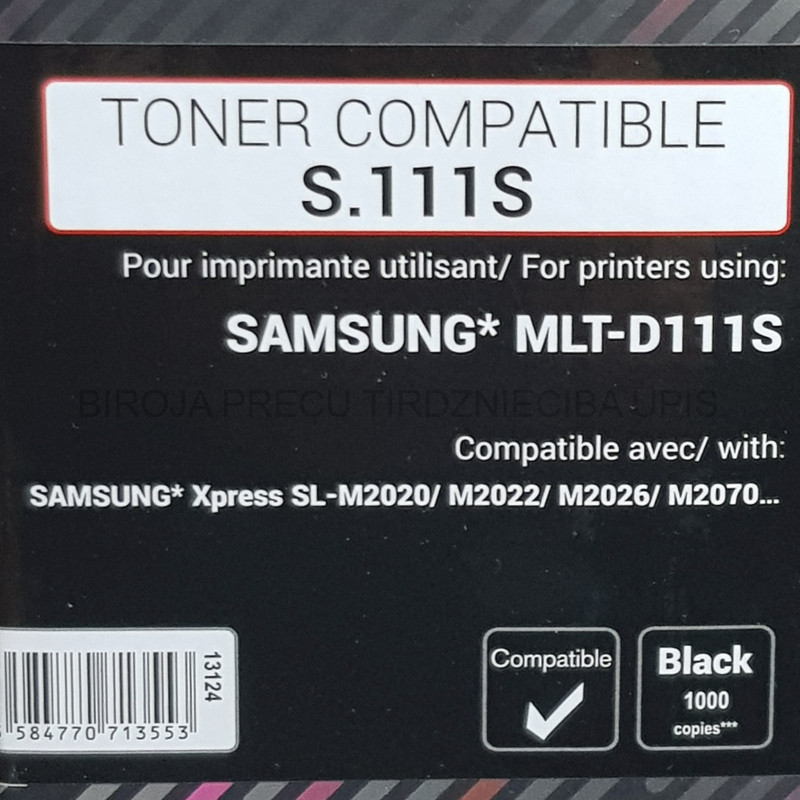 TONER COMPATIBLE
S.111S
Pour imprimante utilisant/ For printers using:
SAMSUNG* MLT-D111S
BIROJA PREČU TIRDZNIECIBA UPIS
Compatible avec/ with:
SAMSUNG* Xpress SL-M2020/ M2022/ M2026/ M2070...
13124
584770 713553
Compatible
Black
1000
copies***